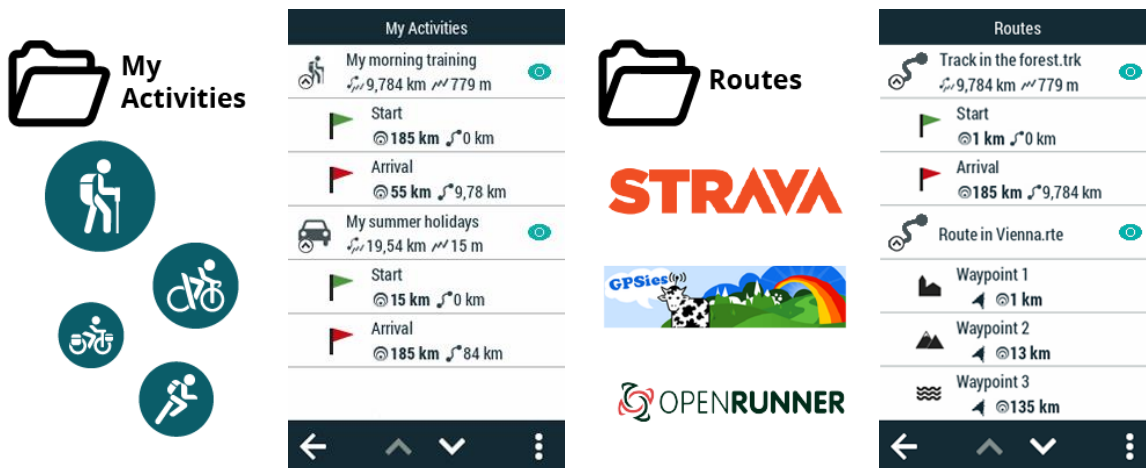 My
Activities
My Activities
My morning training
9,784 km 779 m
Start
185 km 0 km
Arrival
55 km 9,78 km
My summer holidays
19,54 km 15 m
Start
15 km 0 km
Arrival
185 km 84 km
Routes
STRAVA
GPSies
OPENRUNNER
Routes
Track in the forest.trk
9,784 km 779 m
Start
1 km 0 km
Arrival
185 km 9,784 km
Route in Vienna.rte
Waypoint 1
1 km
Waypoint 2
13 km
Waypoint 3
135 km